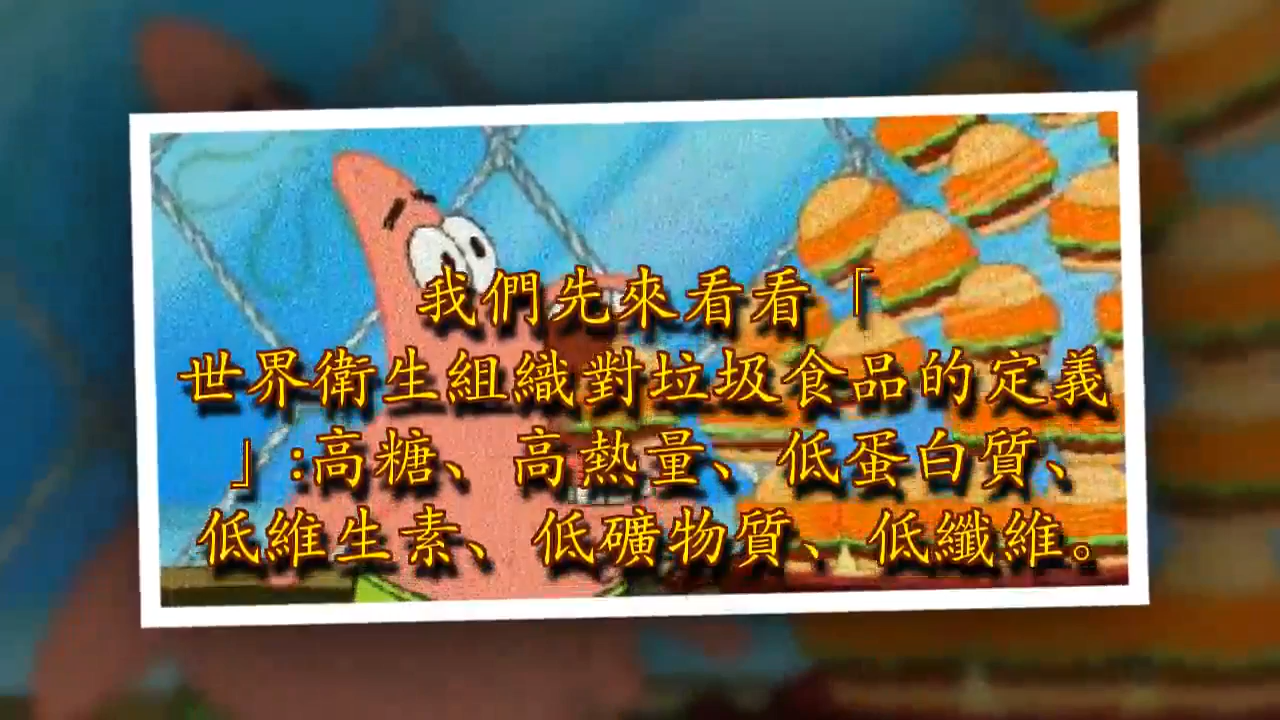 我們先來看看「
世界衛生組織對垃圾食品的定義
」:高糖、高熱量、低蛋白質、
低維生素、低礦物質、低纖維。